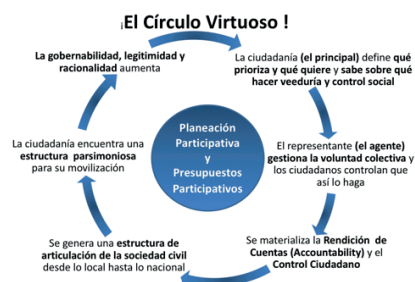 ¡El Círculo Virtuoso !
La gobernabilidad, legitimidad y
racionalidad aumenta
La ciudadanía (el principal) define qué
prioriza y qué quiere y sabe sobre qué
hacer veeduría y control social
El representante (el agente)
gestiona la voluntad colectiva y
los ciudadanos controlan que
así lo haga
Se materializa la Rendición de
Cuentas (Accountability) y el
Control Ciudadano
Se genera una estructura de
articulación de la sociedad civil
desde lo local hasta lo nacional
La ciudadanía encuentra una
estructura parsimoniosa
para su movilización
Planeación
Participativa
y
Presupuestos
Participativos